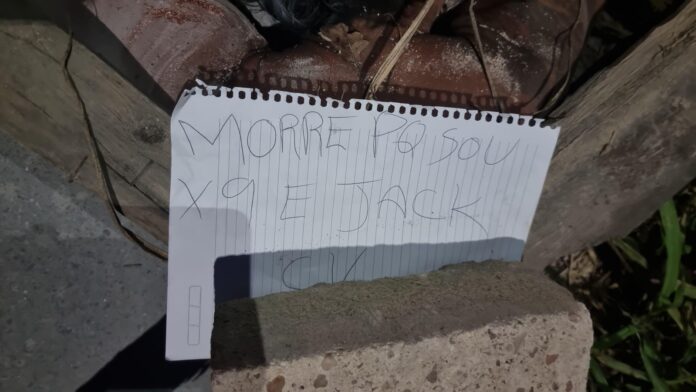 MORRE PQ SOU
X9 E JACK
CV